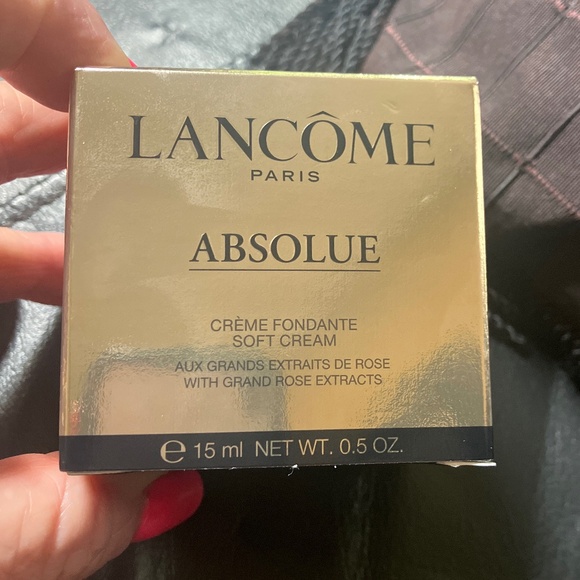 LANCÔME
PARIS
ABSOLUE
CRÈME FONDANTE
SOFT CREAM
AUX GRANDS EXTRAITS DE ROSE
WITH GRAND ROSE EXTRACTS
℮ 15 ml NET WT. 0.5 OZ.